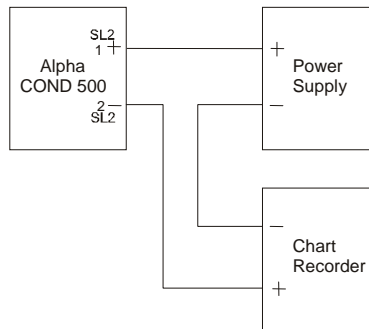 SL2
1 +
Alpha
COND 500
2 −
SL2
+
Power
−
Supply
−
Chart
Recorder
+